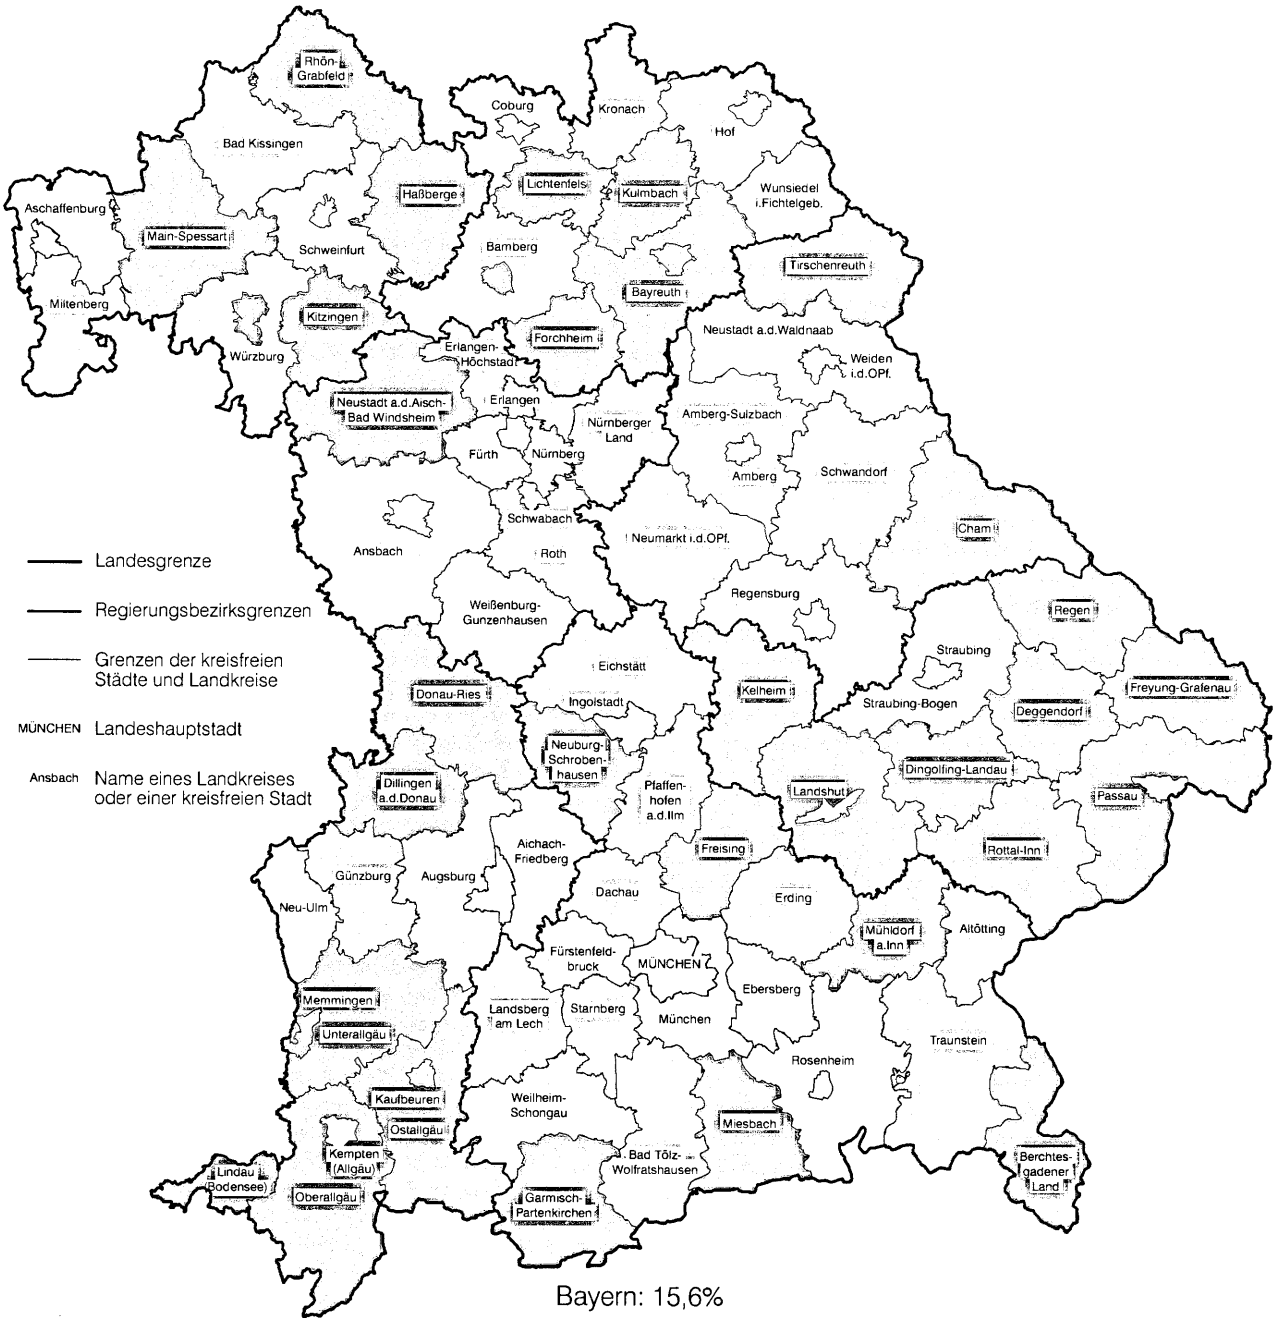 Rhön-
Grabfeld
Coburg
Kronach
Hof
Bad Kissingen
Lichtenfels
Kulmbach
Wunsiedel
i.Fichtelgeb.
Haßberge
Aschaffenburg
Main-Spessart
Schweinfurt
Bamberg
Tirschenreuth
Bayreuth
Miltenberg
Kitzingen
Forchheim
Neustadt a.d.Waldnaab
Würzburg
Erlangen-
Höchstadt
Weiden
i.d.OPf.
Neustadt a.d.Aisch-
Bad Windsheim
Erlangen
Nürnberger
Land
Amberg-Sulzbach
Fürth
Nürnberg
Amberg
Schwandorf
Schwabach
Ansbach
Roth
Neumarkt i.d.OPf.
Cham
Landesgrenze
Regierungsbezirksgrenzen
Grenzen der kreisfreien
Städte und Landkreise
MÜNCHEN Landeshauptstadt
Ansbach Name eines Landkreises
oder einer kreisfreien Stadt
Weißenburg-
Gunzenhausen
Regensburg
Regen
Eichstätt
Straubing
Donau-Ries
Ingolstadt
Kelheim
Straubing-Bogen
Deggendorf
Freyung-Grafenau
Neuburg-
Schroben-
hausen
Dillingen
a.d.Donau
Pfaffen-
hofen
a.d.Ilm
Landshut
Dingolfing-Landau
Passau
Aichach-
Friedberg
Freising
Rottal-Inn
Günzburg
Augsburg
Dachau
Erding
Neu-Ulm
Mühldorf
a.Inn
Altötting
Fürstenfeld-
bruck
MÜNCHEN
Memmingen
Ebersberg
Landsberg
am Lech
Starnberg
München
Unterallgäu
Traunstein
Rosenheim
Kaufbeuren
Weilheim-
Schongau
Ostallgäu
Miesbach
Kempten
(Allgäu)
Bad Tölz-
Wolfratshausen
Lindau
(Bodensee)
Oberallgäu
Garmisch-
Partenkirchen
Berchtes-
gadener
Land
Bayern: 15,6%